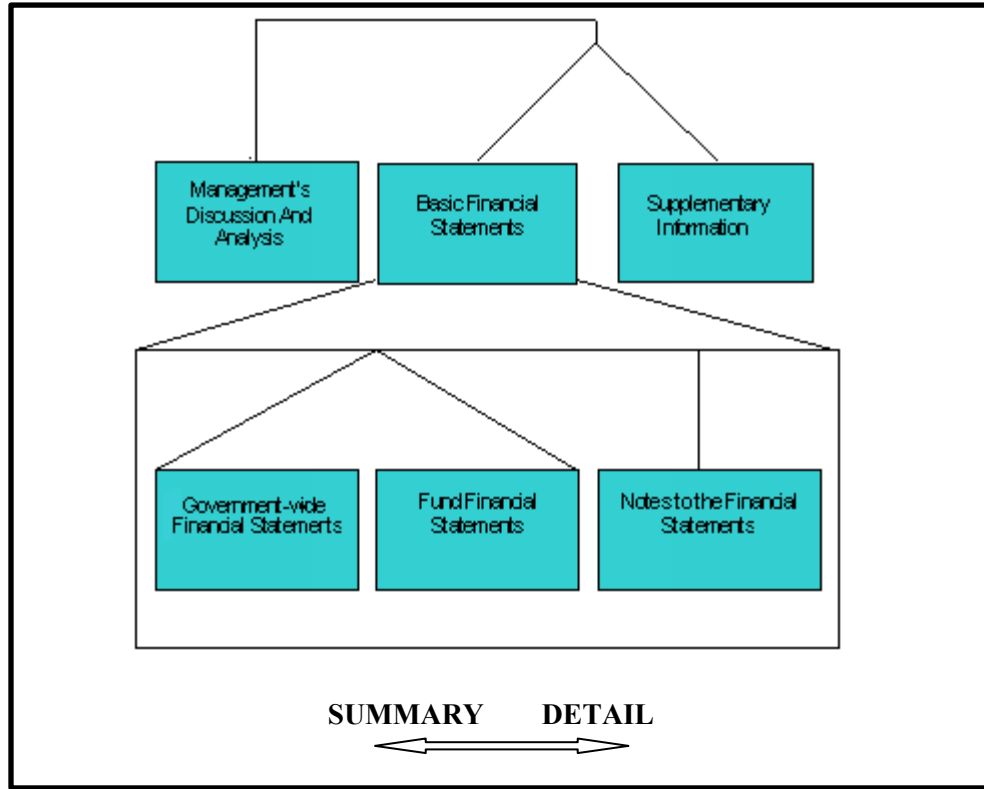 Management's
Discussion And
Analysis
Basic Financial
Statements
Supplementary
Information
Government-wide
Financial Statements
Fund Financial
Statements
Notes to the Financial
Statements
SUMMARY DETAIL